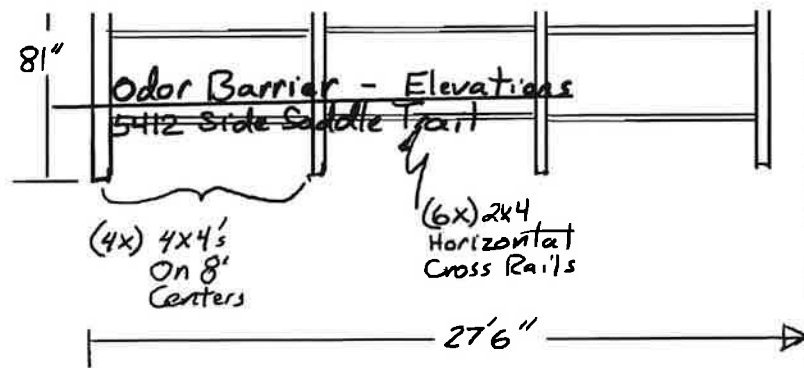 81"
Odor Barrier - Elevations
5412 Side Saddle Trail
(4x) 4x4's
On 8'
Centers
(6x) 2x4
Horizontal
Cross Rails
27'6"